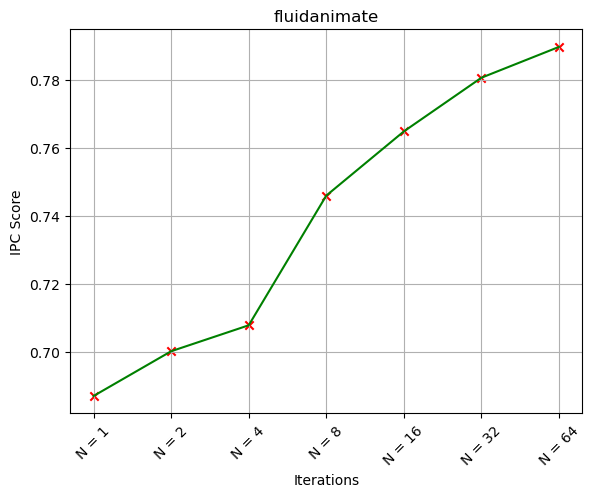 fluidanimate
IPC Score
0.78
0.76
0.74
0.72
0.70
N = 1
N = 2
N = 4
N = 8
N = 16
N = 32
N = 64
Iterations